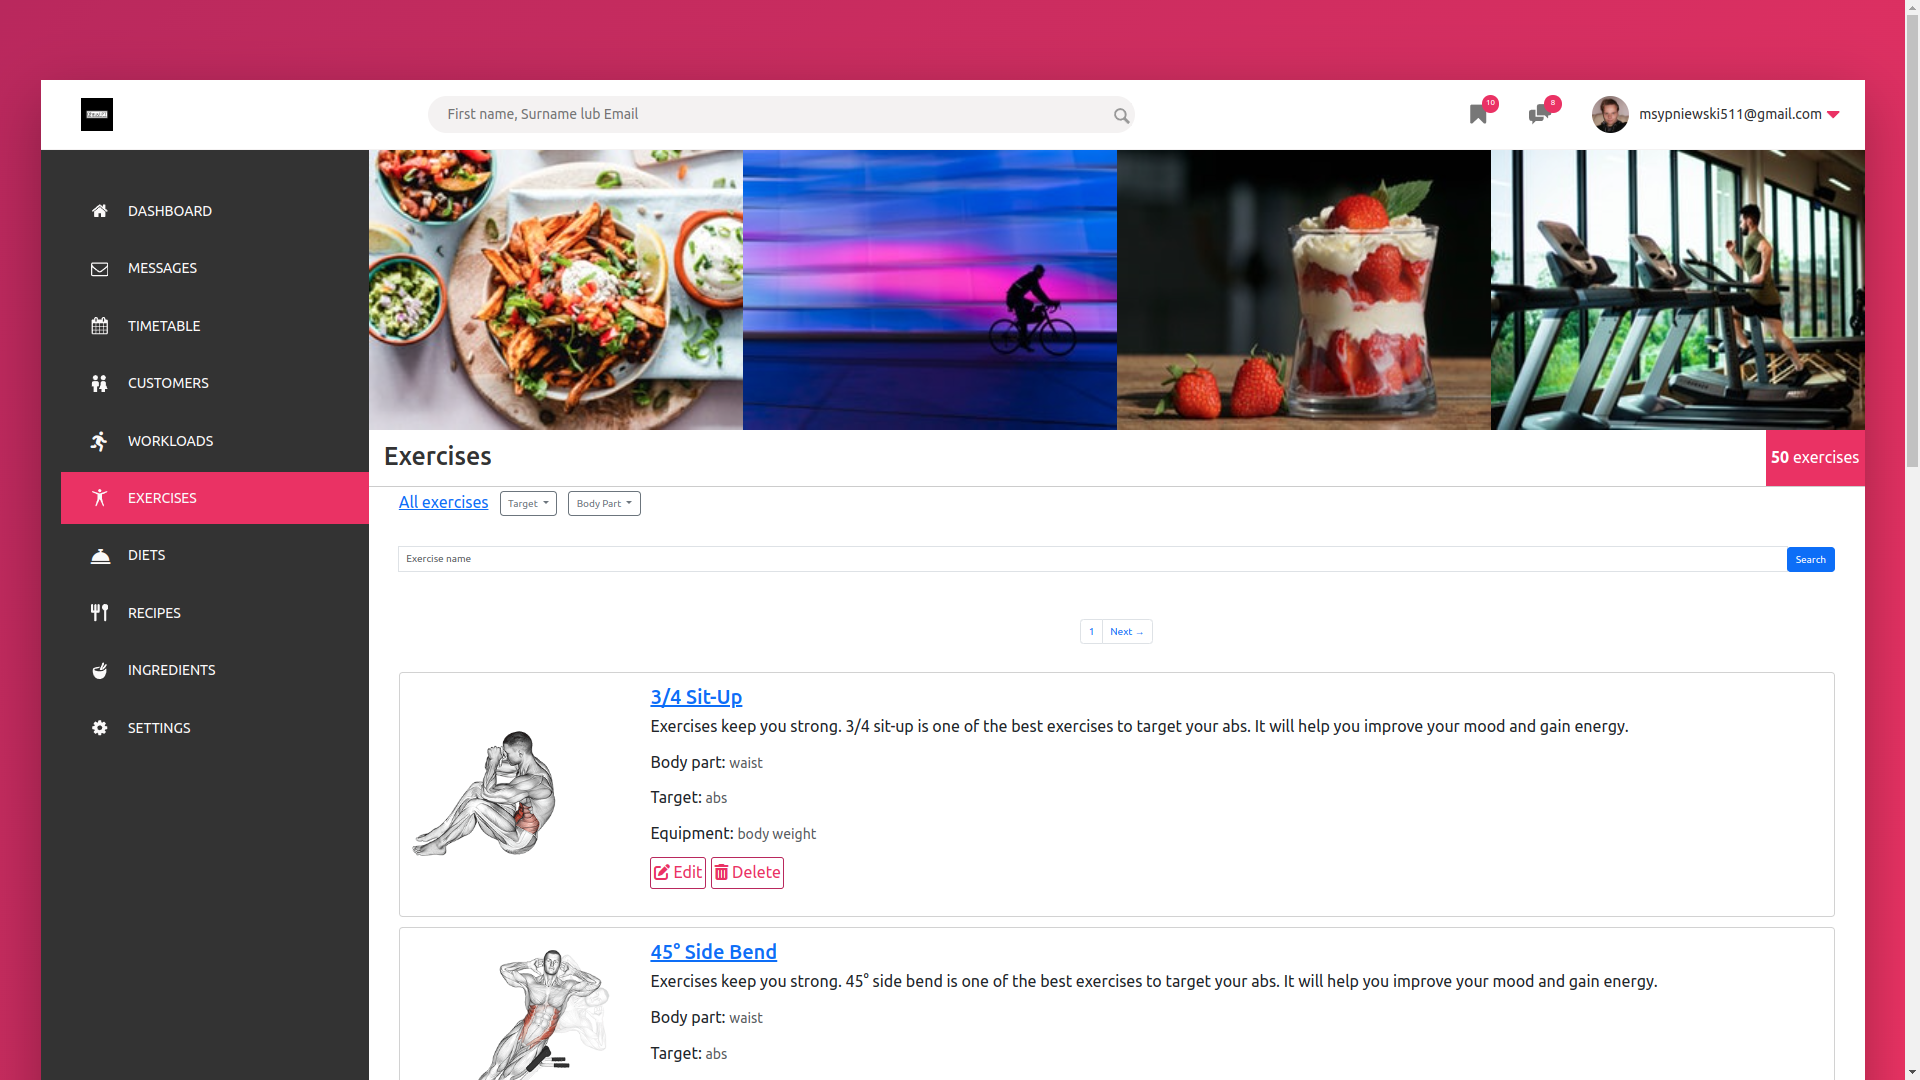 First name, Surname lub Email
10
8
msypniewski511@gmail.com
DASHBOARD
MESSAGES
TIMETABLE
CUSTOMERS
WORKLOADS
EXERCISES
DIETS
RECIPES
INGREDIENTS
SETTINGS
Exercises
50 exercises
All exercises
Target
Body Part
Exercise name
Search
1
Next →
3/4 Sit-Up
Exercises keep you strong. 3/4 sit-up is one of the best exercises to target your abs. It will help you improve your mood and gain energy.
Body part: waist
Target: abs
Equipment: body weight
Edit
Delete
45° Side Bend
Exercises keep you strong. 45° side bend is one of the best exercises to target your abs. It will help you improve your mood and gain energy.
Body part: waist
Target: abs